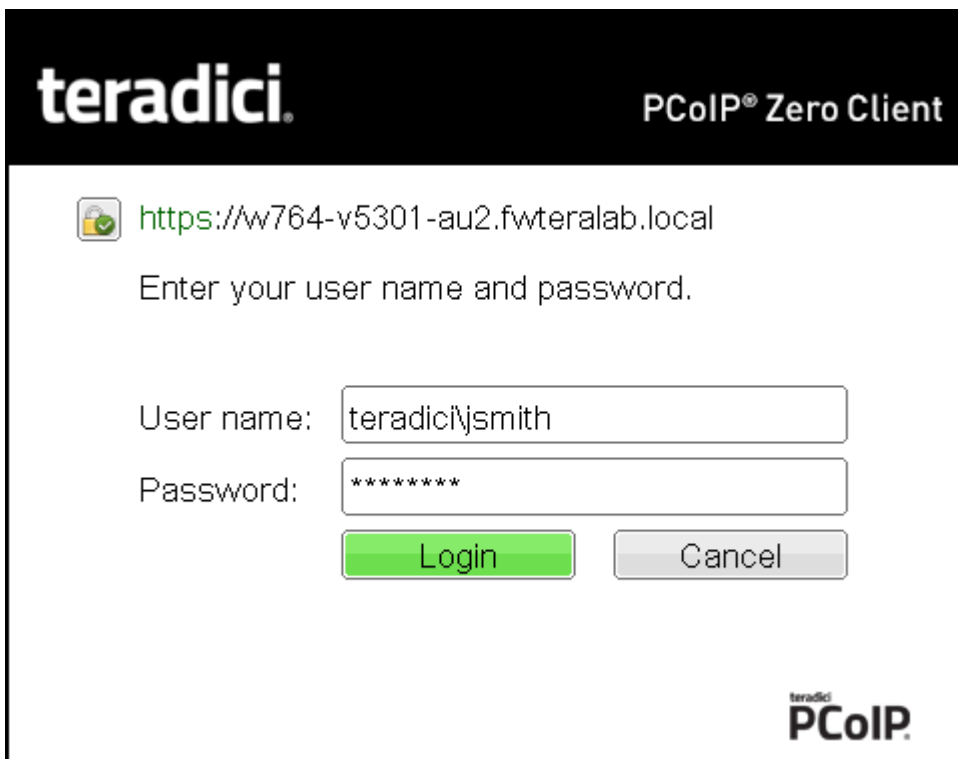 teradici.
PCoIP® Zero Client
https://w764-v5301-au2.fwteralab.local
Enter your user name and password.
User name: teradici\jsmith
Password: ********
Login Cancel
teradici
PCoIP.